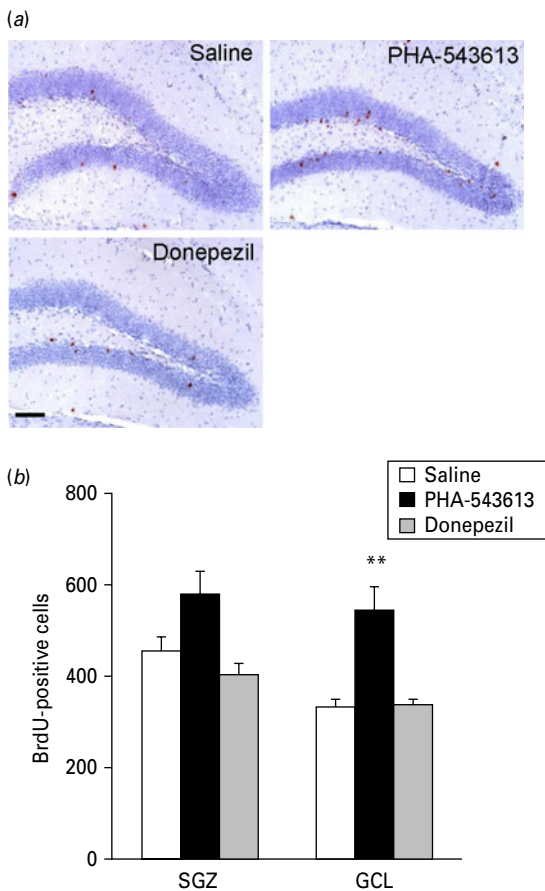 (a)
Saline
PHA-543613
Donepezil
(b)
Saline
PHA-543613
Donepezil
800
600
400
200
0
BrdU-positive cells
**
SGZ
GCL